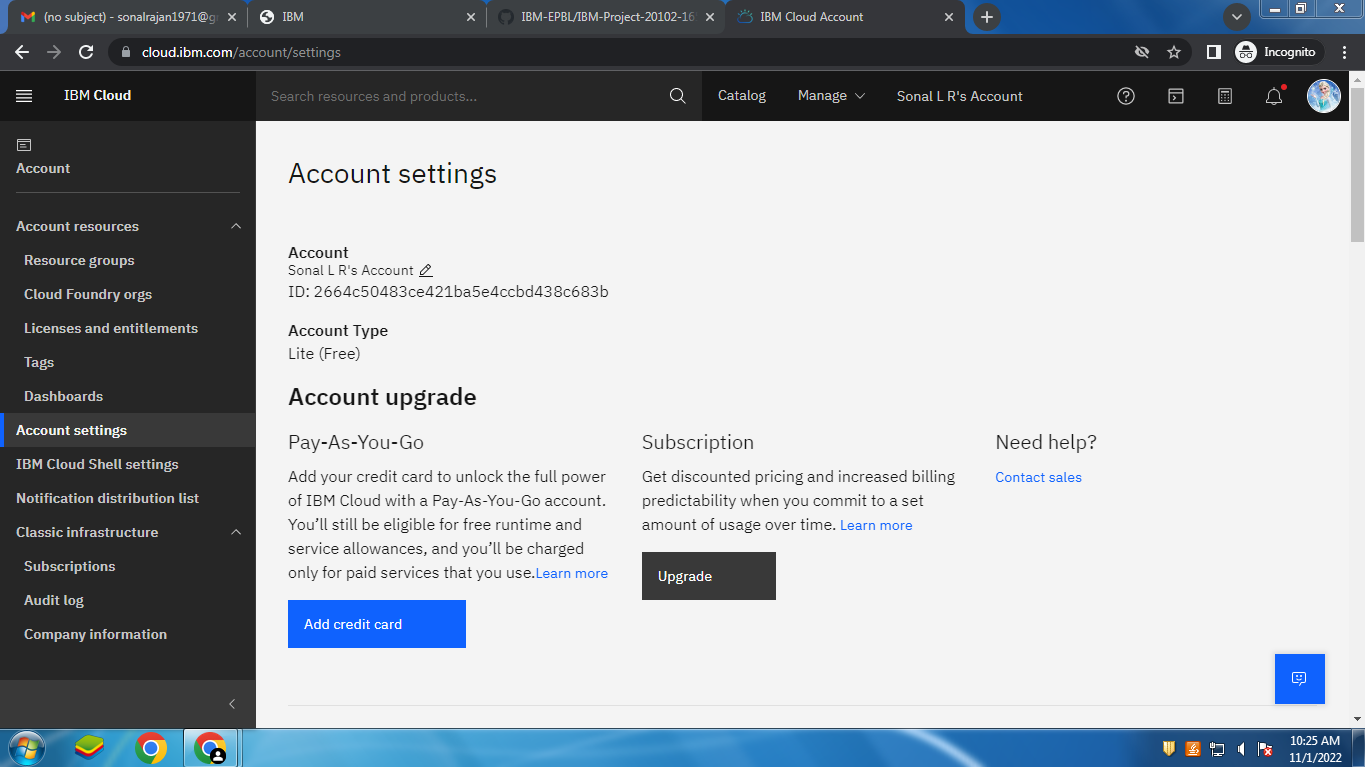 (no subject) - sonalrajan1971@g
IBM
IBM-EPBL/IBM-Project-20102-16
IBM Cloud Account
cloud.ibm.com/account/settings
Incognito
IBM Cloud
Search resources and products...
Catalog
Manage
Sonal L R's Account
Account
Account resources
Resource groups
Cloud Foundry orgs
Licenses and entitlements
Tags
Dashboards
Account settings
IBM Cloud Shell settings
Notification distribution list
Classic infrastructure
Subscriptions
Audit log
Company information
Account settings
Account
Sonal L R's Account
ID: 2664c50483ce421ba5e4ccbd438c683b
Account Type
Lite (Free)
Account upgrade
Pay-As-You-Go
Add your credit card to unlock the full power
of IBM Cloud with a Pay-As-You-Go account.
You’ll still be eligible for free runtime and
service allowances, and you’ll be charged
only for paid services that you use.Learn more
Add credit card
Subscription
Get discounted pricing and increased billing
predictability when you commit to a set
amount of usage over time. Learn more
Upgrade
Need help?
Contact sales
10:25 AM
11/1/2022